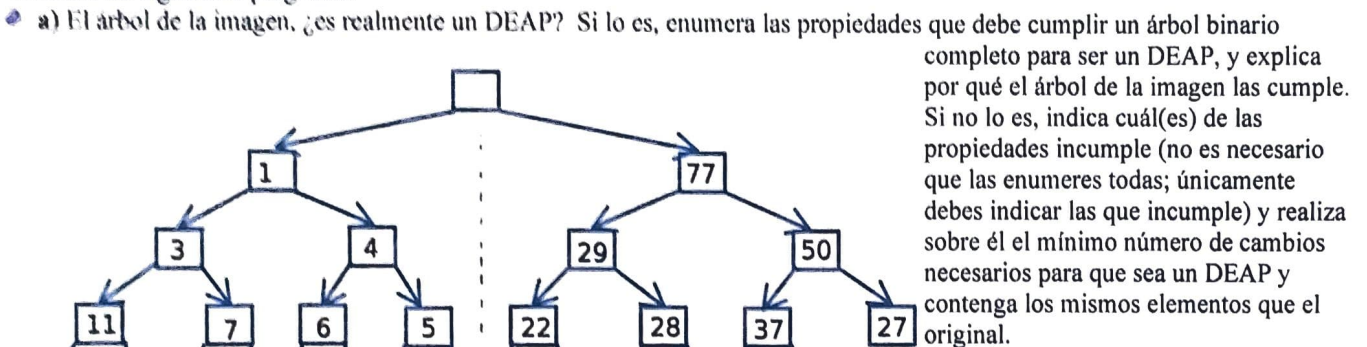 a) El árbol de la imagen, ¿es realmente un DEAP? Si lo es, enumera las propiedades que debe cumplir un árbol binario
completo para ser un DEAP, y explica
por qué el árbol de la imagen las cumple.
Si no lo es, indica cuál(es) de las
propiedades incumple (no es necesario
que las enumeres todas; únicamente
debes indicar las que incumple) y realiza
sobre él el mínimo número de cambios
necesarios para que sea un DEAP y
contenga los mismos elementos que el
original.
1 77
3 4 29 50
11 7 6 5 22 28 37 27